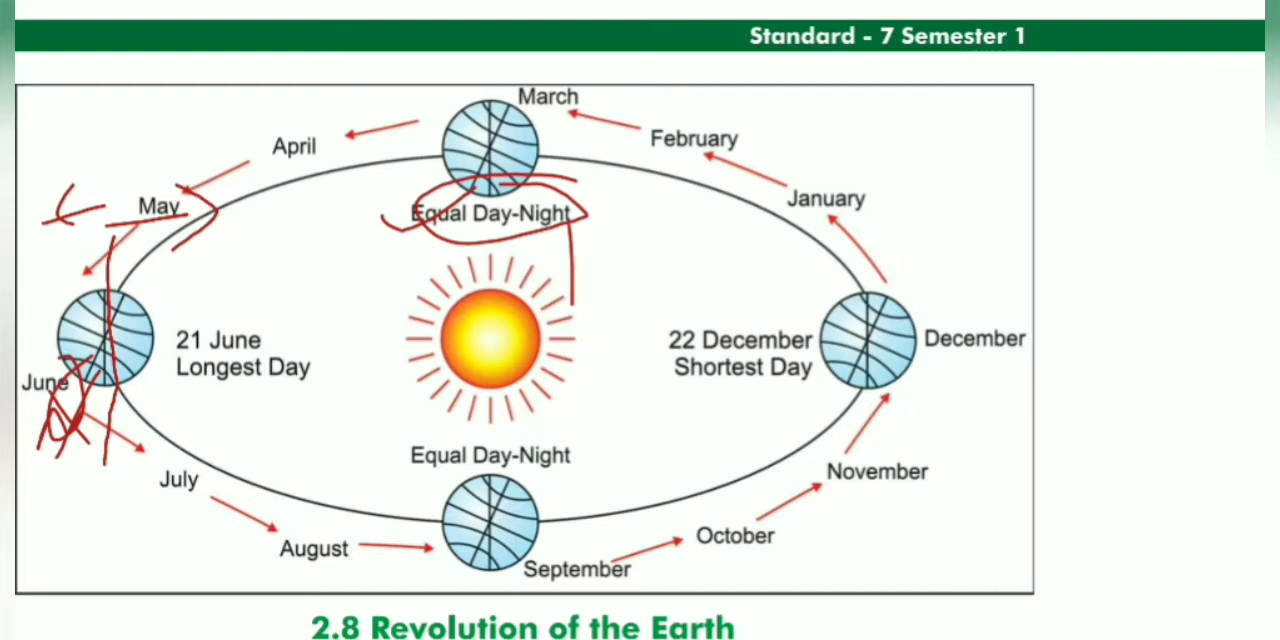 Standard - 7 Semester 1
March
February
April
January
May
Equal Day-Night
21 June
Longest Day
22 December
Shortest Day
December
June
Equal Day-Night
July
November
August
October
September
2.8 Revolution of the Earth